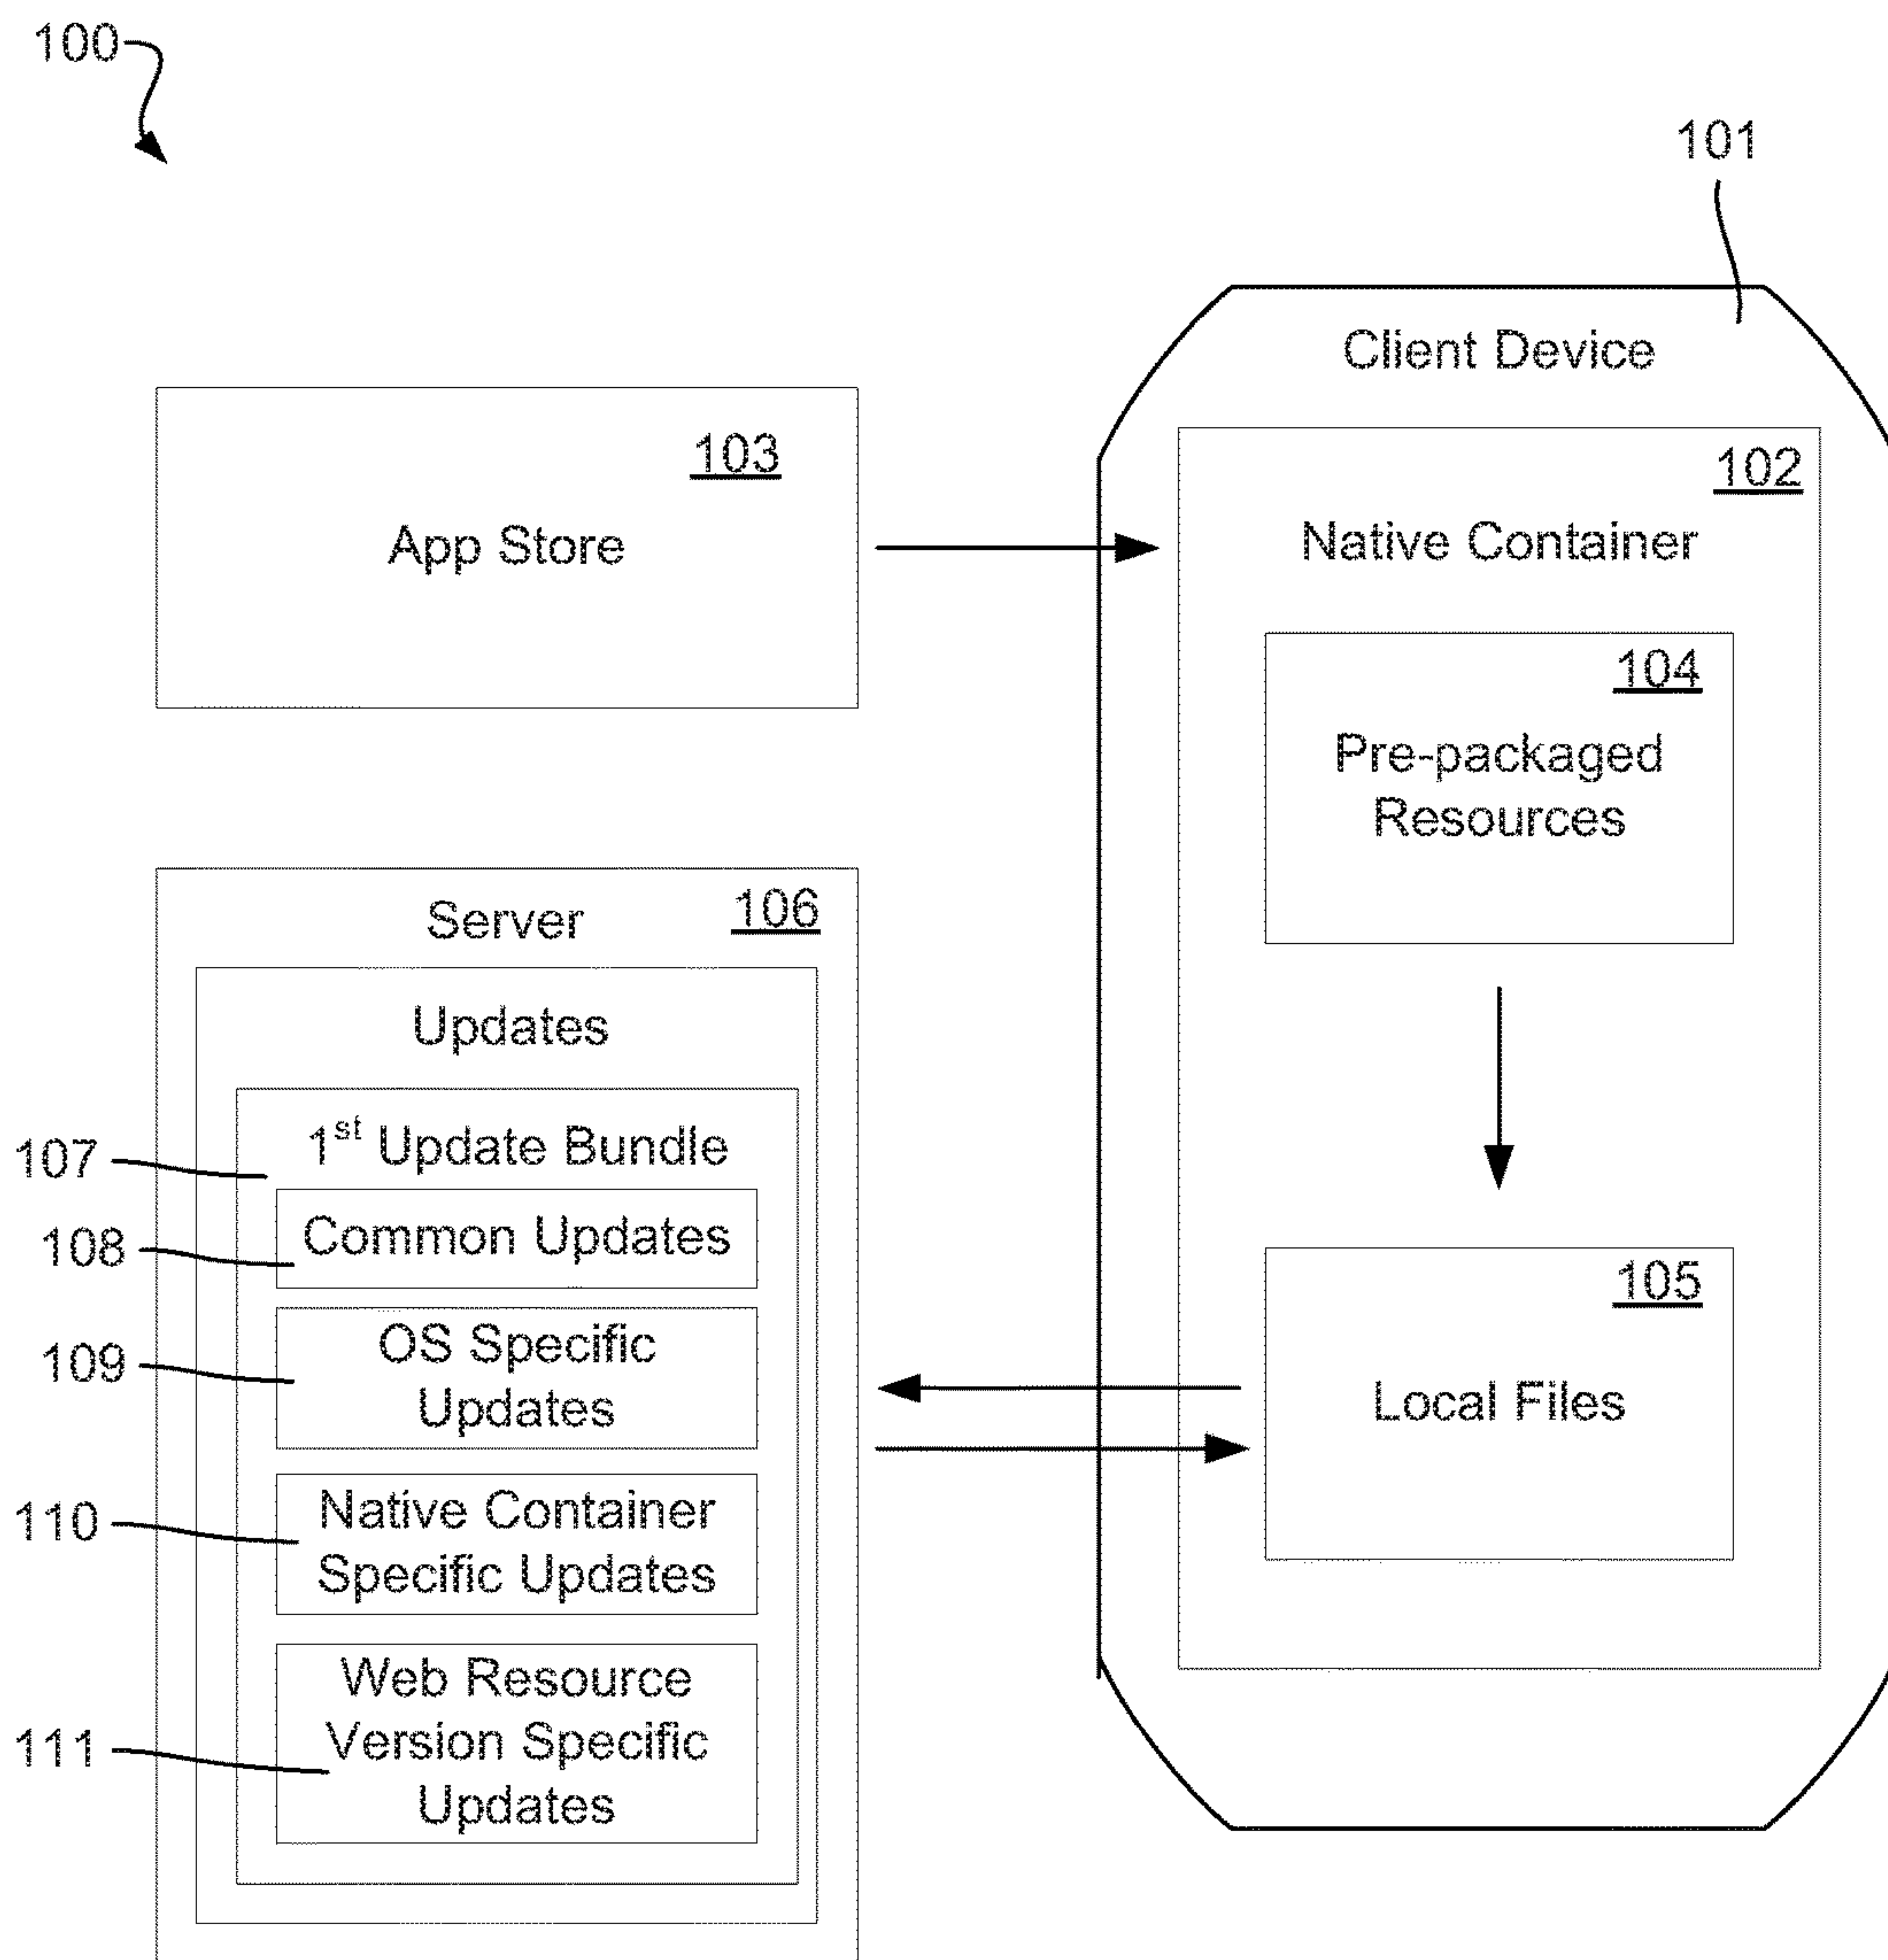 100
101
Client Device
103
App Store
102
Native Container
104
Pre-packaged
Resources
Server
106
Updates
107
1st Update Bundle
108
Common Updates
109
OS Specific
Updates
110
Native Container
Specific Updates
111
Web Resource
Version Specific
Updates
105
Local Files